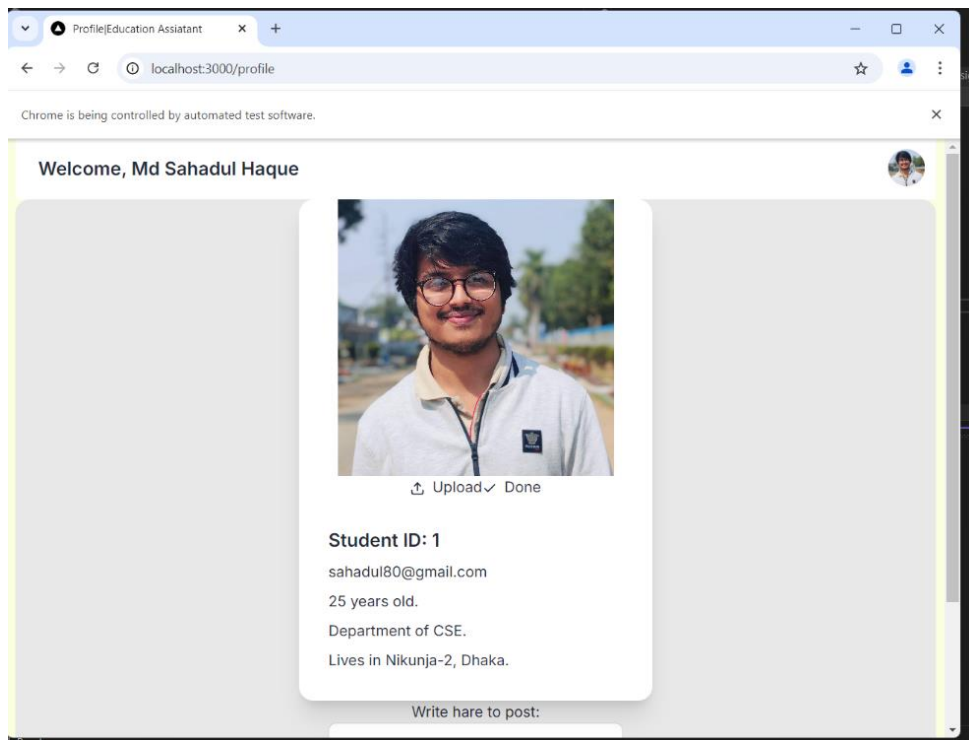 Profile|Education Assiatant
localhost:3000/profile
Chrome is being controlled by automated test software.
Welcome, Md Sahadul Haque
Upload Done
Student ID: 1
sahadul80@gmail.com
25 years old.
Department of CSE.
Lives in Nikunja-2, Dhaka.
Write hare to post: